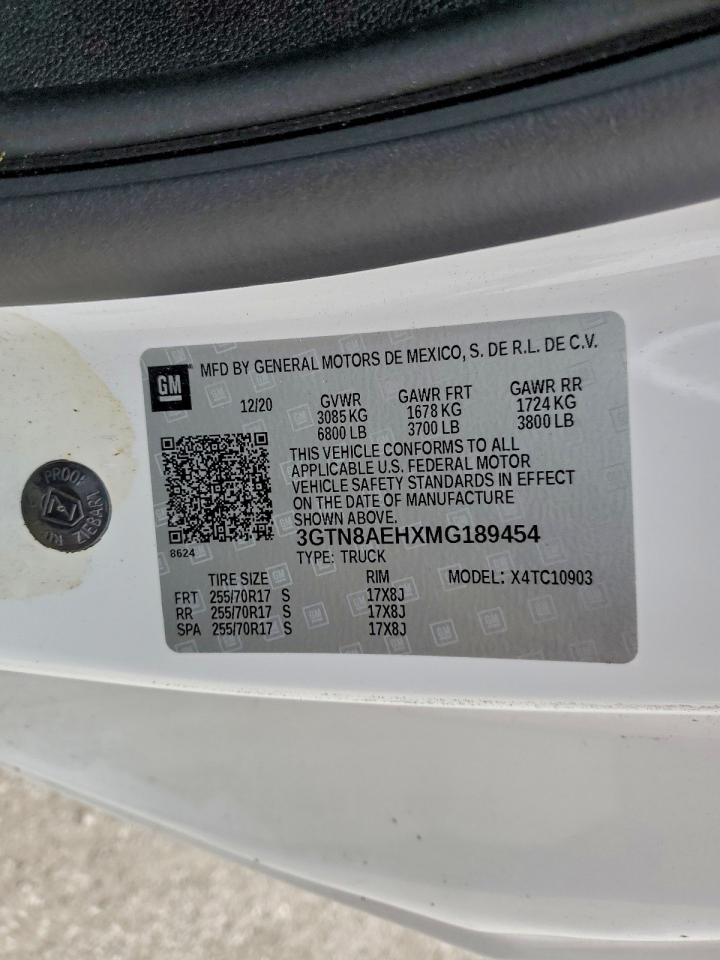 GM
MFD BY GENERAL MOTORS DE MEXICO, S. DE R.L. DE C.V.
12/20 GVWR GAWR FRT GAWR RR
3085 KG 1678 KG 1724 KG
6800 LB 3700 LB 3800 LB
THIS VEHICLE CONFORMS TO ALL
APPLICABLE U.S. FEDERAL MOTOR
VEHICLE SAFETY STANDARDS IN EFFECT
ON THE DATE OF MANUFACTURE
SHOWN ABOVE.
8624
3GTN8AEHXMG189454
TYPE: TRUCK
TIRE SIZE RIM MODEL: X4TC10903
FRT 255/70R17 S 17X8J
RR 255/70R17 S 17X8J
SPA 255/70R17 S 17X8J
PROOF
ZIEBART